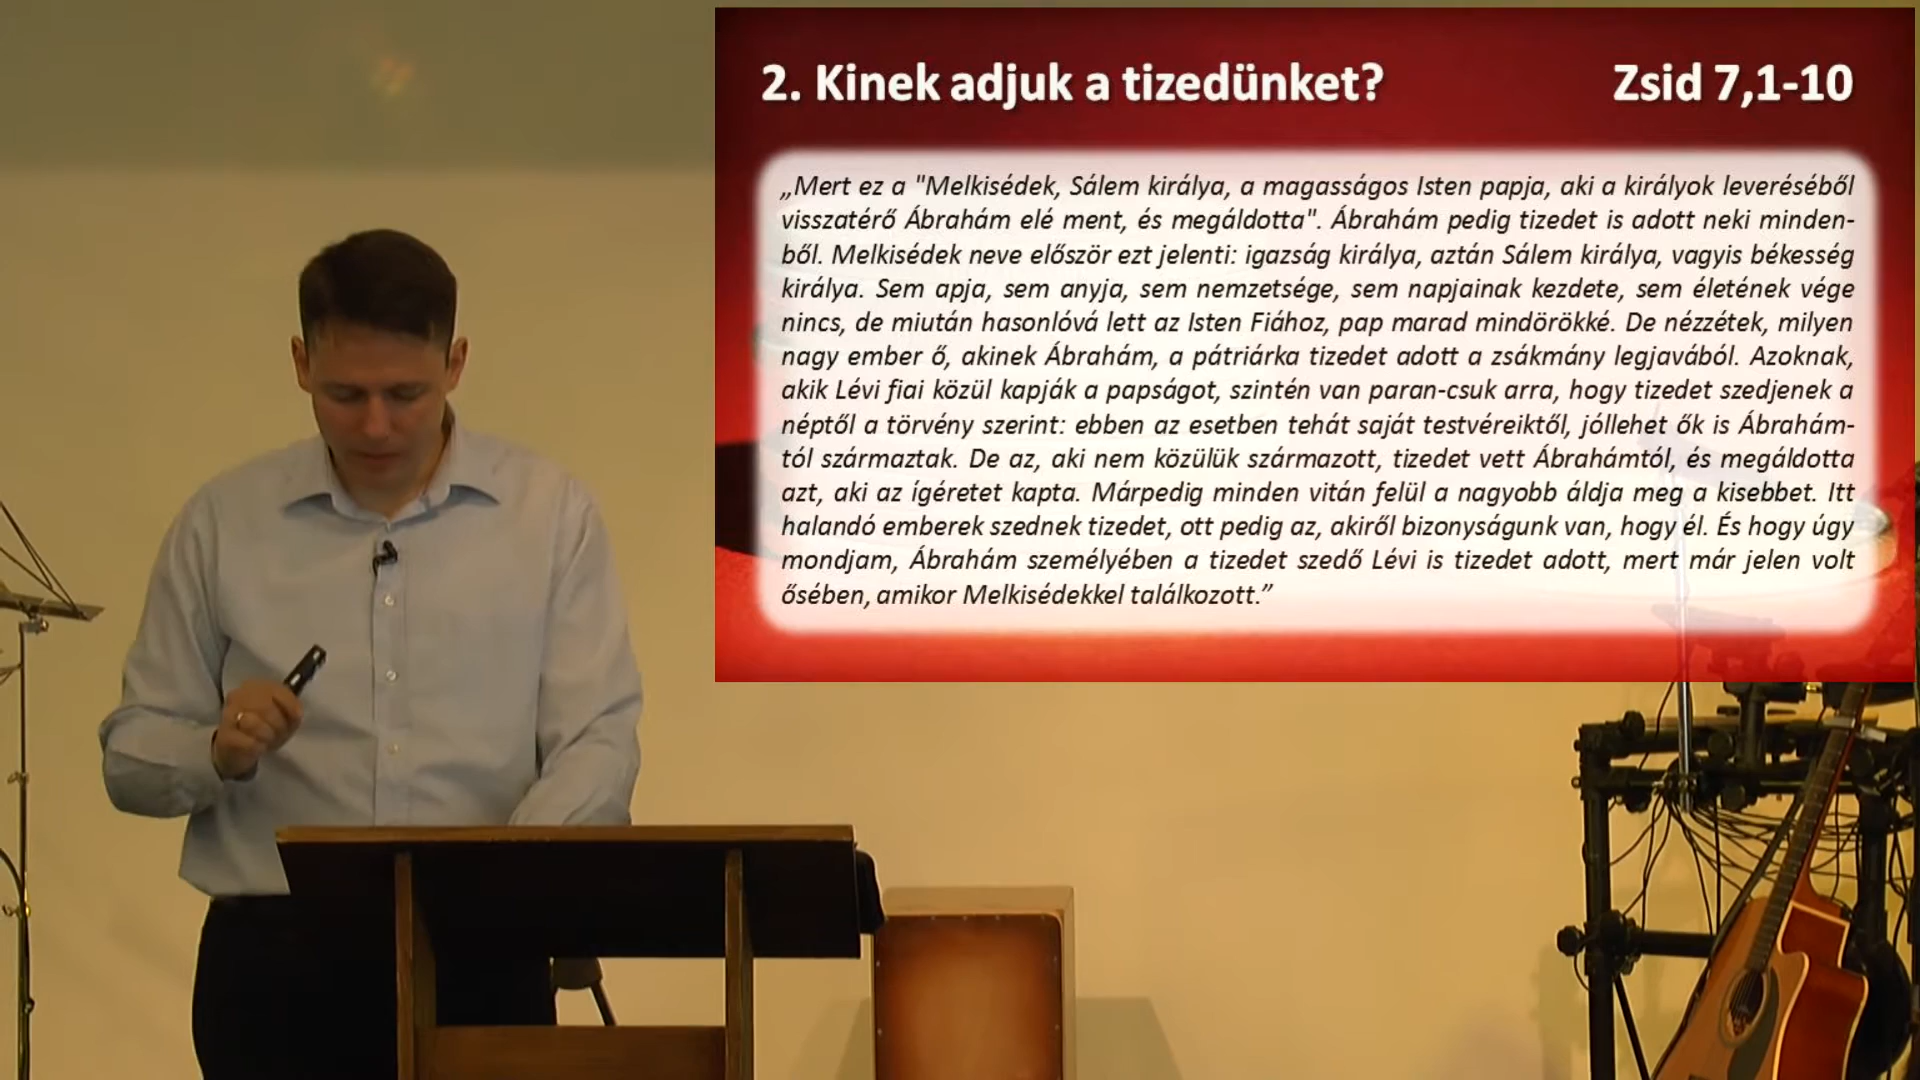 2. Kinek adjuk a tizedünket? Zsid 7,1-10
„Mert ez a "Melkisédek, Sálem királya, a magasságos Isten papja, aki a királyok leveréséből
visszatérő Ábrahám elé ment, és megáldotta". Ábrahám pedig tizedet is adott neki minden-
ből. Melkisédek neve először ezt jelenti: igazság királya, aztán Sálem királya, vagyis békesség
királya. Sem apja, sem anyja, sem nemzetsége, sem napjainak kezdete, sem életének vége
nincs, de miután hasonlóvá lett az Isten Fiához, pap marad mindörökké. De nézzétek, milyen
nagy ember ő, akinek Ábrahám, a pátriárka tizedet adott a zsákmány legjavából. Azoknak,
akik Lévi fiai közül kapják a papságot, szintén van paran-csuk arra, hogy tizedet szedjenek a
néptől a törvény szerint: ebben az esetben tehát saját testvéreiktől, jóllehet ők is Ábrahám-
tól származtak. De az, aki nem közülük származott, tizedet vett Ábrahámtól, és megáldotta
azt, aki az ígéretet kapta. Márpedig minden vitán felül a nagyobb áldja meg a kisebbet. Itt
halandó emberek szednek tizedet, ott pedig az, akiről bizonyságunk van, hogy él. És hogy úgy
mondjam, Ábrahám személyében a tizedet szedő Lévi is tizedet adott, mert már jelen volt
ősében, amikor Melkisédekkel találkozott.”